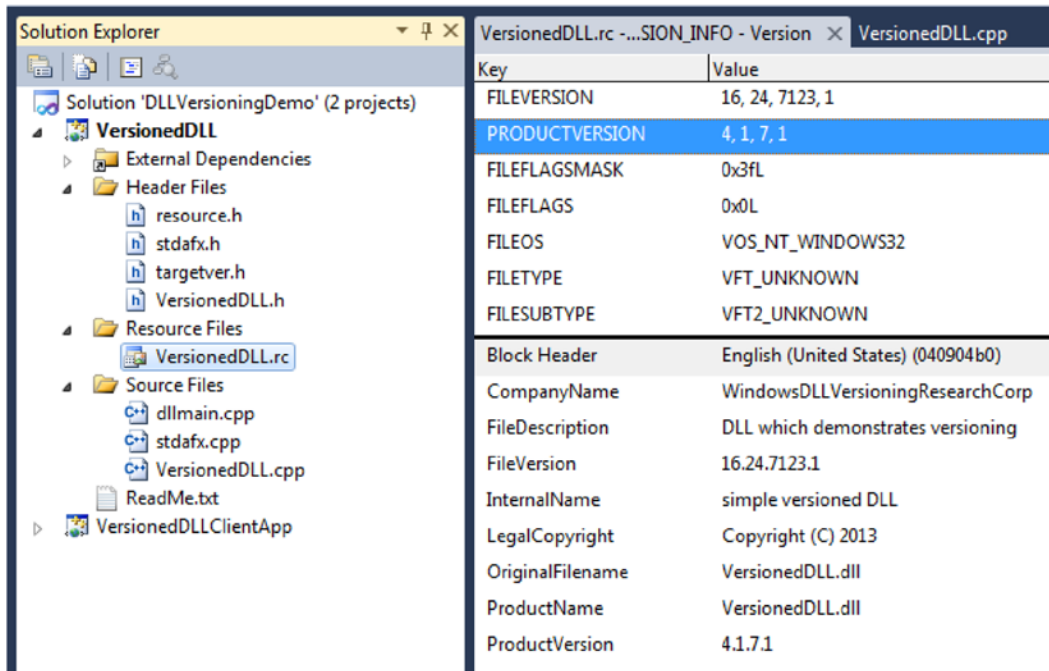 Solution Explorer
Solution 'DLLVersioningDemo' (2 projects)
VersionedDLL
External Dependencies
Header Files
resource.h
stdafx.h
targetver.h
VersionedDLL.h
Resource Files
VersionedDLL.rc
Source Files
dllmain.cpp
stdafx.cpp
VersionedDLL.cpp
ReadMe.txt
VersionedDLLClientApp
VersionedDLL.rc -...SION_INFO - Version VersionedDLL.cpp
Key Value
FILEVERSION 16, 24, 7123, 1
PRODUCTVERSION 4, 1, 7, 1
FILEFLAGSMASK 0x3fL
FILEFLAGS 0x0L
FILEOS VOS_NT_WINDOWS32
FILETYPE VFT_UNKNOWN
FILESUBTYPE VFT2_UNKNOWN
Block Header English (United States) (040904b0)
CompanyName WindowsDLLVersioningResearchCorp
FileDescription DLL which demonstrates versioning
FileVersion 16.24.7123.1
InternalName simple versioned DLL
LegalCopyright Copyright (C) 2013
OriginalFilename VersionedDLL.dll
ProductName VersionedDLL.dll
ProductVersion 4.1.7.1